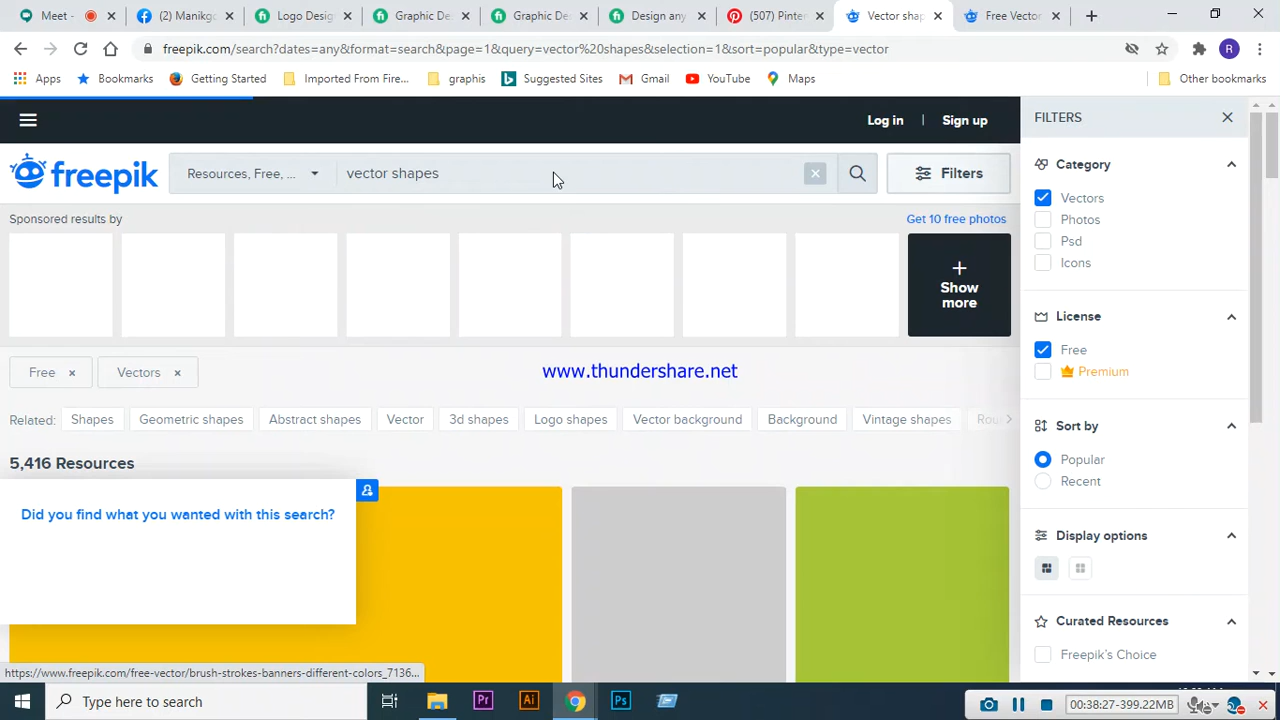 Meet -
(2) Manikg
Logo Desig
Graphic De
Graphic De
Design any
(507) Pinter
Vector shap
Free Vector
freepik.com/search?dates=any&format=search&page=1&query=vector%20shapes&selection=1&sort=popular&type=vector
R
Apps
Bookmarks
Getting Started
Imported From Fire...
graphis
Suggested Sites
Gmail
YouTube
Maps
Other bookmarks
Log in
Sign up
FILTERS
freepik
Resources, Free, ...
vector shapes
Filters
Category
Vectors
Photos
Psd
Icons
Sponsored results by
Get 10 free photos
+
Show
more
License
Free
Premium
Free ×
Vectors ×
www.thundershare.net
Related:
Shapes
Geometric shapes
Abstract shapes
Vector
3d shapes
Logo shapes
Vector background
Background
Vintage shapes
Sort by
Popular
Recent
5,416 Resources
Did you find what you wanted with this search?
Display options
Curated Resources
Freepik's Choice
https://www.freepik.com/free-vector/brush-strokes-banners-different-colors_7136...
Type here to search
Pr
Ai
Ps
00:38:27-399.22MB